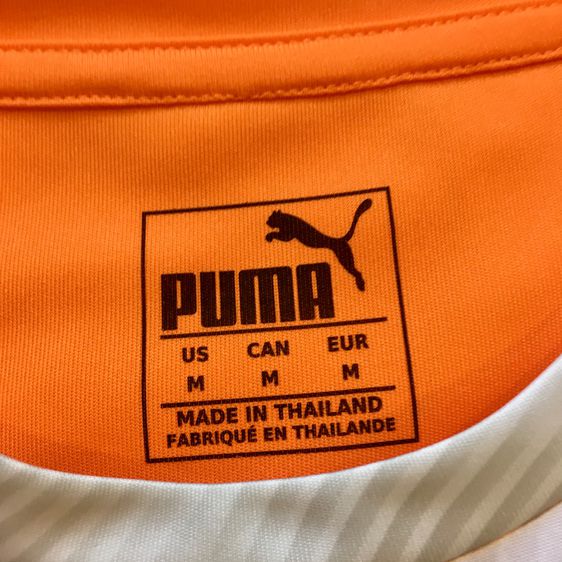 PUMA
US CAN EUR
M M M
MADE IN THAILAND
FABRIQUÉ EN THAILANDE